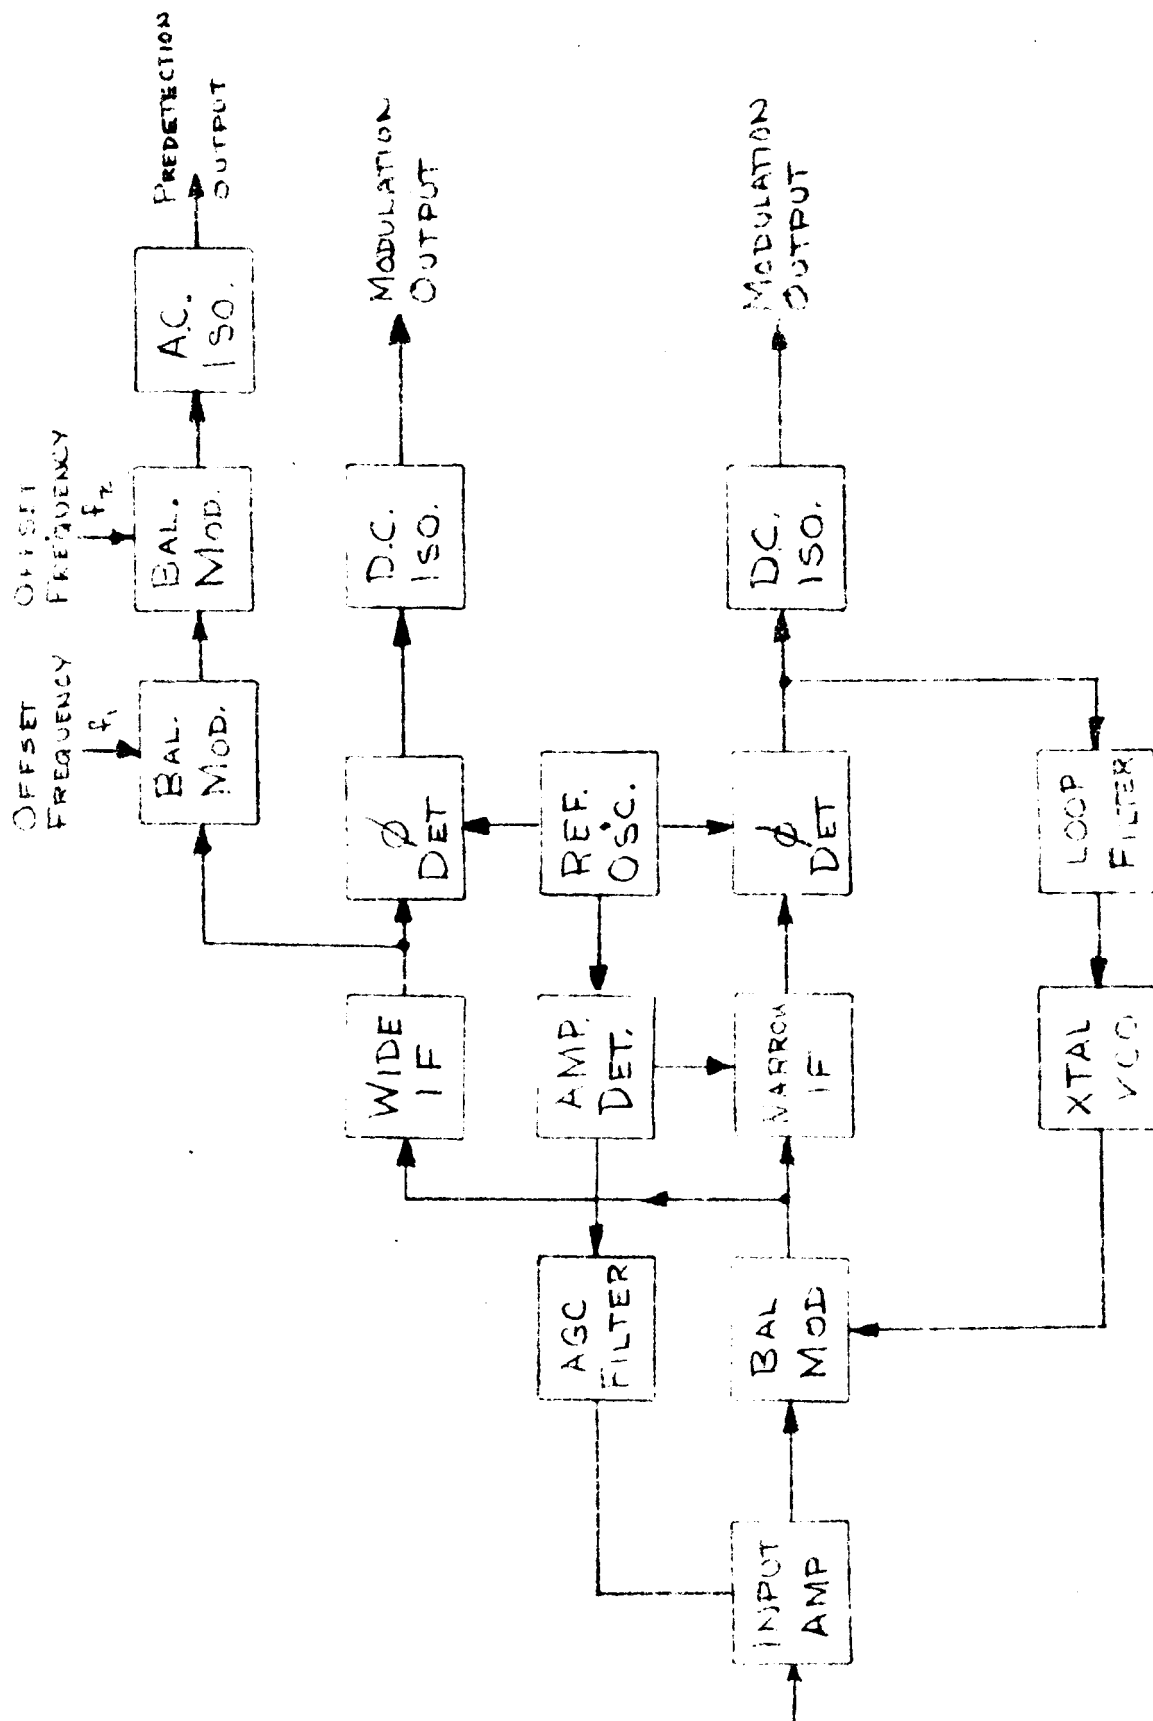 OFFSET
FREQUENCY
f₁
OFFSET
FREQUENCY
f₂
BAL.
MOD.
BAL.
MOD.
A.C.
ISO.
PREDETECTION
OUTPUT
WIDE
IF
φ
DET
D.C.
ISO.
MODULATION
OUTPUT
AGC
FILTER
AMP.
DET.
REF.
OSC.
INPUT
AMP
BAL
MOD
NARROW
IF
φ
DET
D.C.
ISO.
MODULATION
OUTPUT
XTAL
VCO
LOOP
FILTER